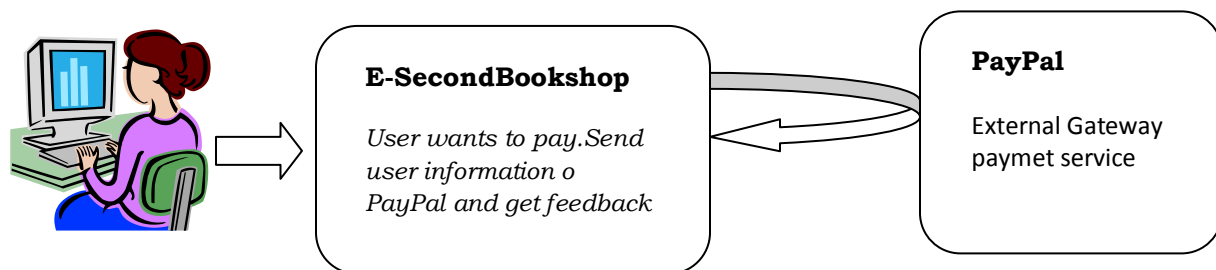 E-SecondBookshop
User wants to pay.Send
user information o
PayPal and get feedback
PayPal
External Gateway
paymet service